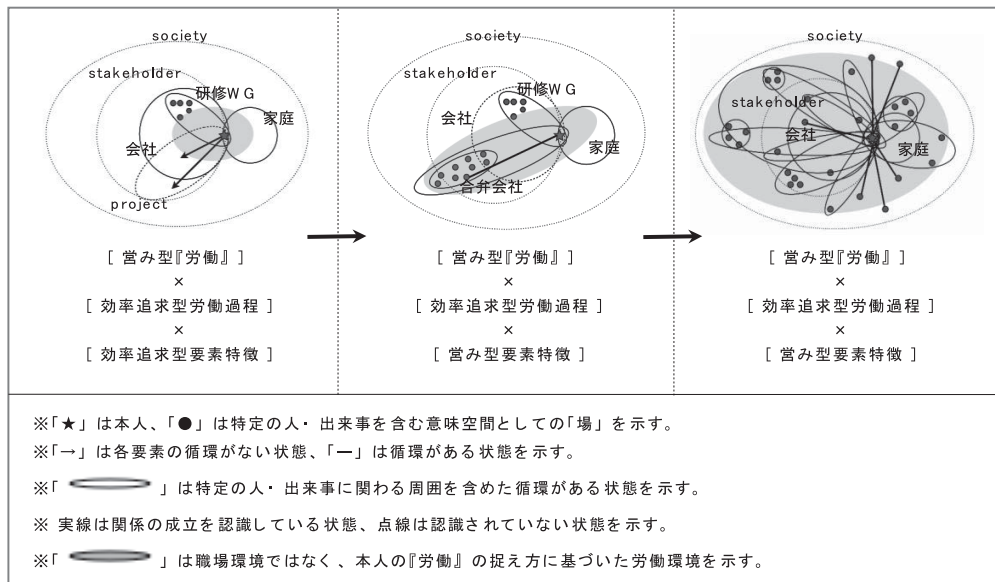 society
stakeholder
研修ＷＧ
家庭
会社
project
society
stakeholder
研修ＷＧ
会社
家庭
合弁会社
society
stakeholder
会社
家庭
[ 営み型『労働』]
×
[ 効率追求型労働過程 ]
×
[ 効率追求型要素特徴 ]
[ 営み型『労働』]
×
[ 効率追求型労働過程 ]
×
[ 営み型要素特徴 ]
[ 営み型『労働』]
×
[ 効率追求型労働過程 ]
×
[ 営み型要素特徴 ]
※「★」は本人、「●」は特定の人・出来事を含む意味空間としての「場」を示す。
※「→」は各要素の循環がない状態、「ー」は循環がある状態を示す。
※「 」は特定の人・出来事に関わる周囲を含めた循環がある状態を示す。
※ 実線は関係の成立を認識している状態、点線は認識されていない状態を示す。
※「 」は職場環境ではなく、本人の『労働』の捉え方に基づいた労働環境を示す。